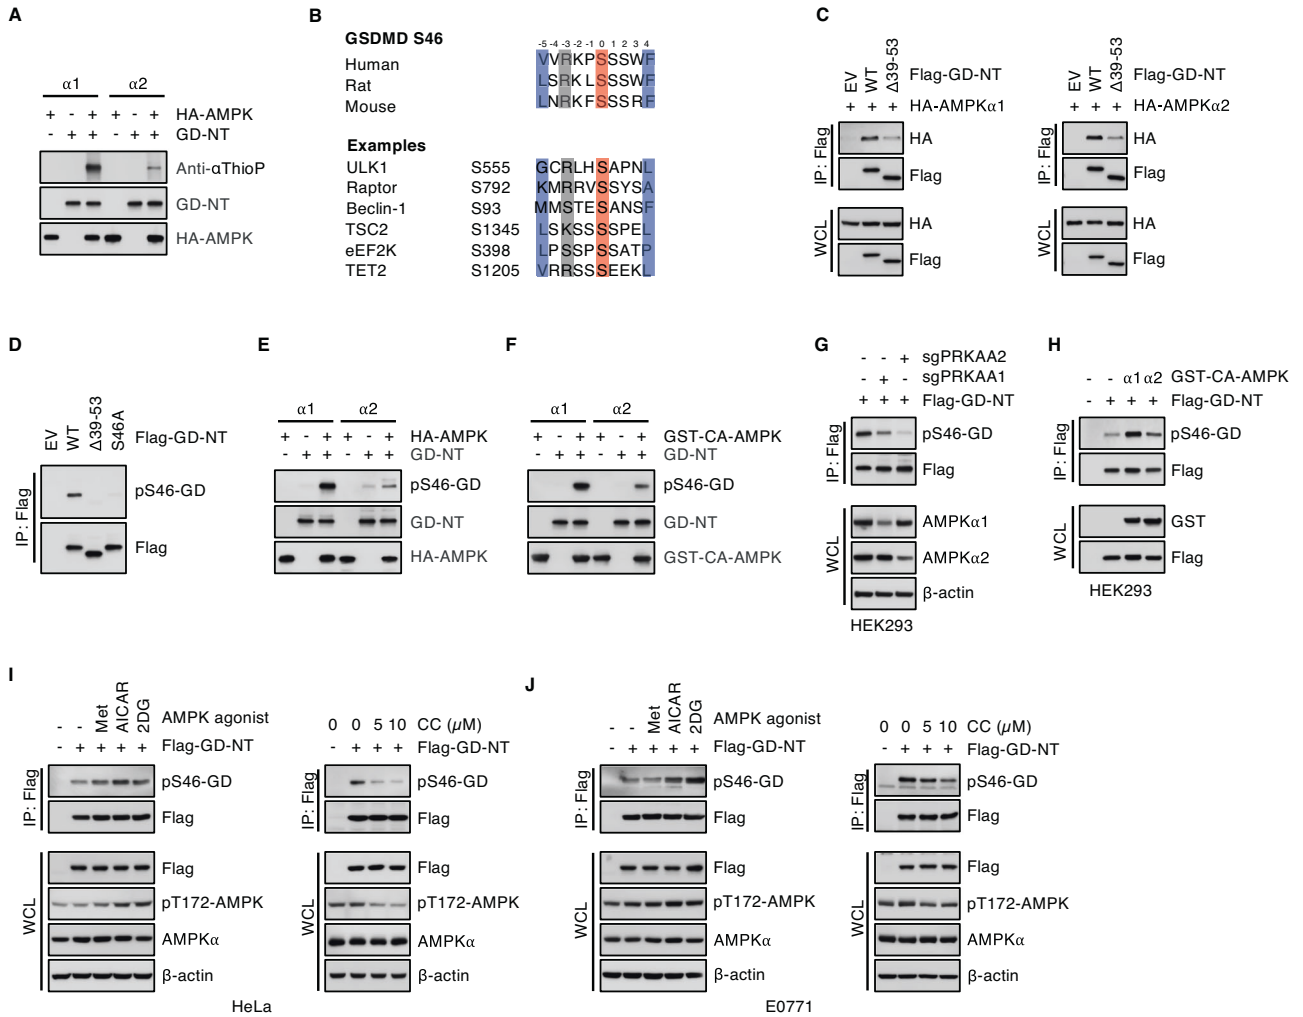 A
α1 α2
+ - + + - + HA-AMPK
- + + - + + GD-NT
Anti-αThioP
GD-NT
HA-AMPK
B
GSDMD S46
-5 -4 -3 -2 -1 0 1 2 3 4
Human VVRKPSSSWF
Rat LSRKLSSSWF
Mouse LNRKFSSSRF
Examples
ULK1 S555 GCRLHSAPNL
Raptor S792 KMRRVSSYSA
Beclin-1 S93 MMSTESANSF
TSC2 S1345 LSKSSSSPEL
eEF2K S398 LPSSPSSATP
TET2 S1205 VRRSSSEEKL
C
EV WT Δ39-53 Flag-GD-NT
+ + + HA-AMPKα1
IP: Flag
HA
Flag
WCL
HA
Flag
EV WT Δ39-53 Flag-GD-NT
+ + + HA-AMPKα2
IP: Flag
HA
Flag
WCL
HA
Flag
D
EV WT Δ39-53 S46A Flag-GD-NT
IP: Flag
pS46-GD
Flag
E
α1 α2
+ - + + - + HA-AMPK
- + + - + + GD-NT
pS46-GD
GD-NT
HA-AMPK
F
α1 α2
+ - + + - + GST-CA-AMPK
- + + - + + GD-NT
pS46-GD
GD-NT
GST-CA-AMPK
G
- - + sgPRKAA2
- + - sgPRKAA1
+ + + Flag-GD-NT
IP: Flag
pS46-GD
Flag
WCL
AMPKα1
AMPKα2
β-actin
HEK293
H
- - α1 α2 GST-CA-AMPK
- + + + Flag-GD-NT
IP: Flag
pS46-GD
Flag
WCL
GST
Flag
HEK293
I
- - Met AICAR 2DG AMPK agonist
- + + + + Flag-GD-NT
IP: Flag
pS46-GD
Flag
WCL
Flag
pT172-AMPK
AMPKα
β-actin
0 0 5 10 CC (µM)
- + + + Flag-GD-NT
IP: Flag
pS46-GD
Flag
WCL
Flag
pT172-AMPK
AMPKα
β-actin
HeLa
J
- - Met AICAR 2DG AMPK agonist
- + + + + Flag-GD-NT
IP: Flag
pS46-GD
Flag
WCL
Flag
pT172-AMPK
AMPKα
β-actin
0 0 5 10 CC (µM)
- + + + Flag-GD-NT
IP: Flag
pS46-GD
Flag
WCL
Flag
pT172-AMPK
AMPKα
β-actin
E0771